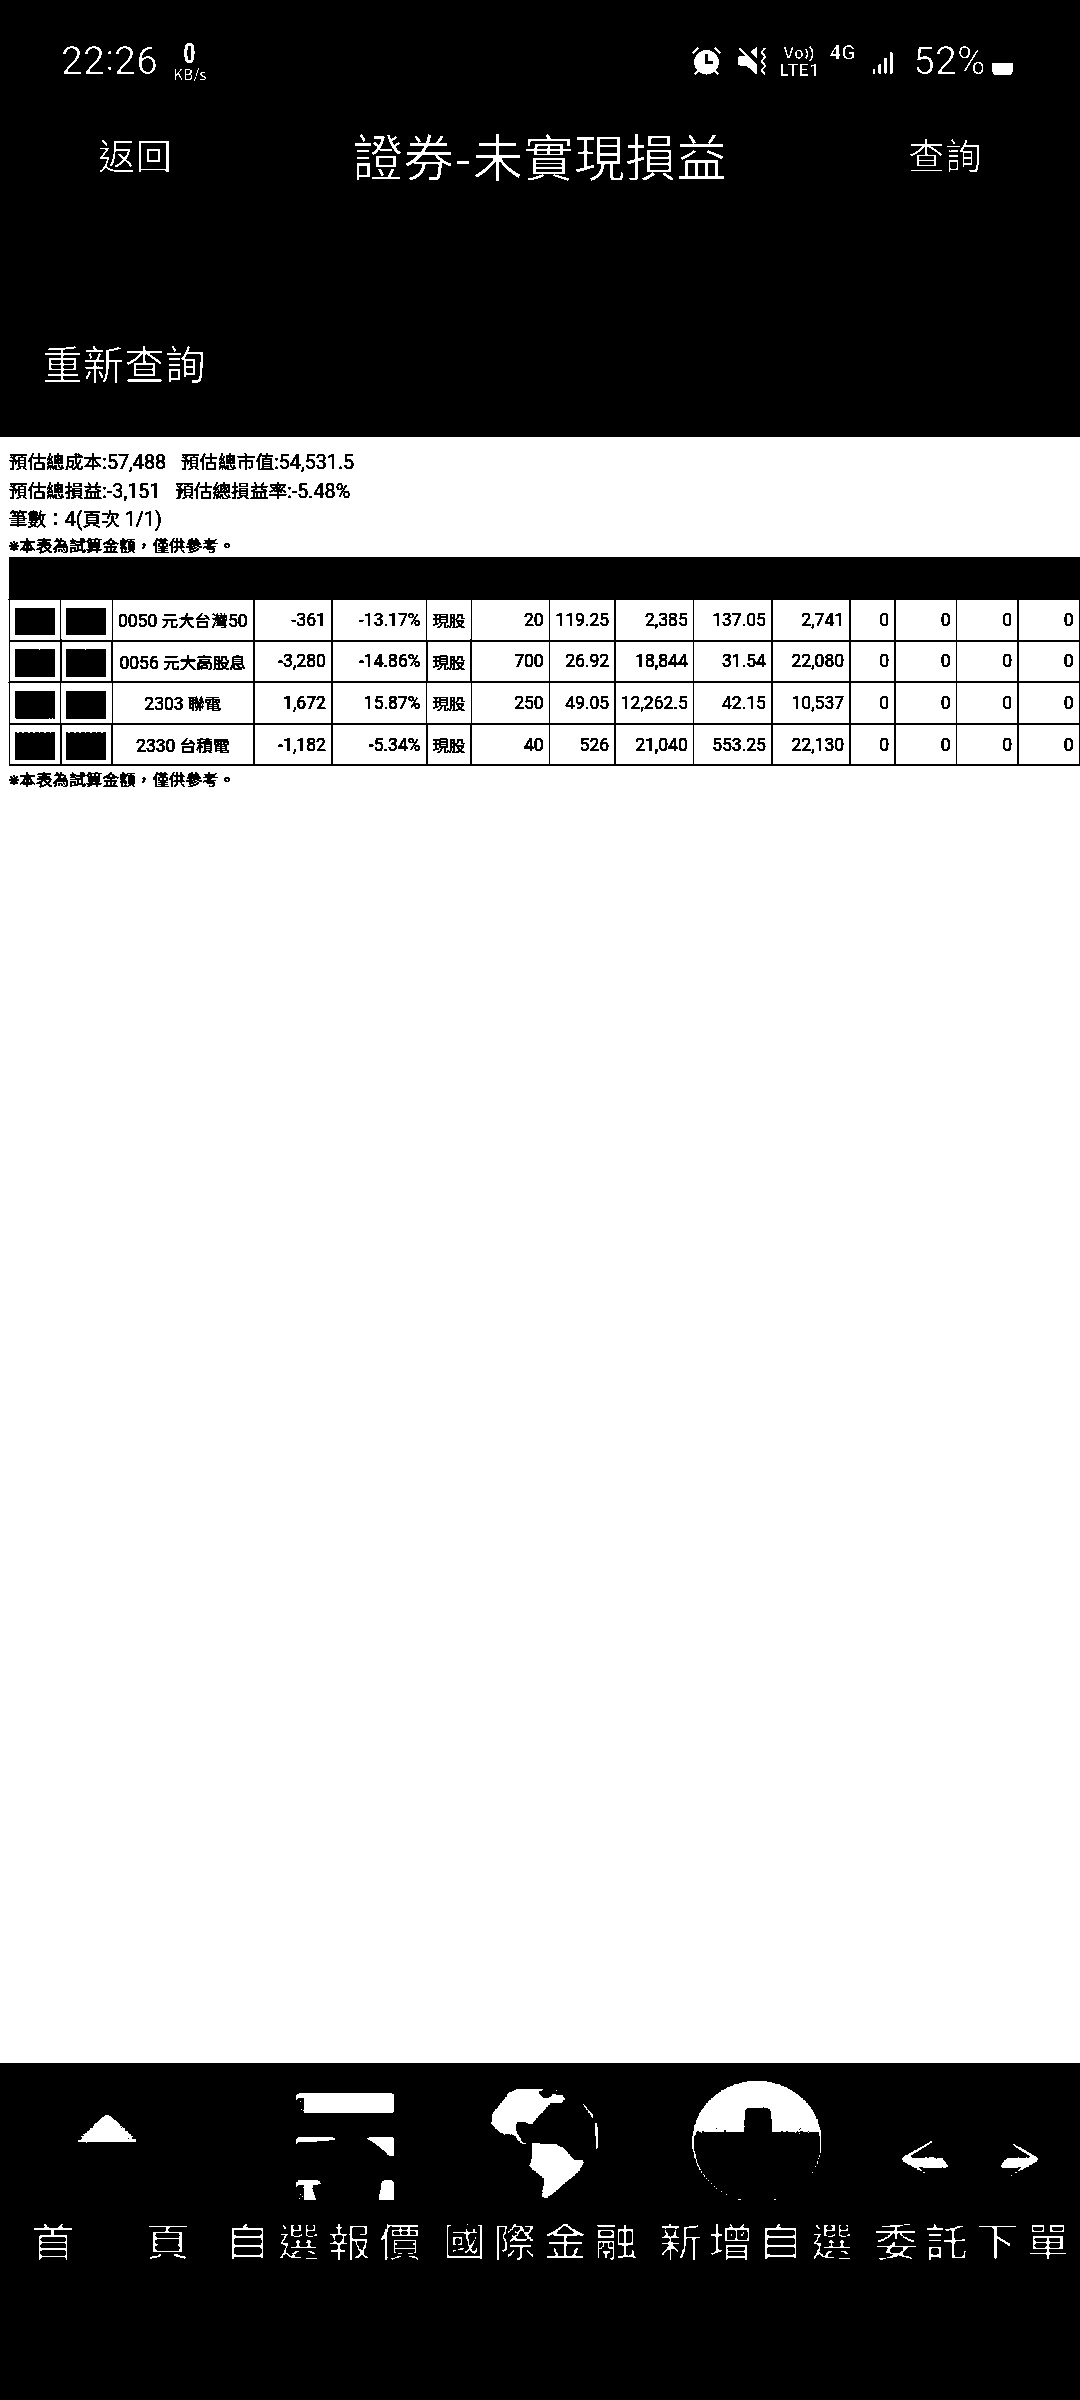 22:26 0 KB/s Vo)) LTE1 4G 52%
返回 證券-未實現損益 查詢
重新查詢
預估總成本:57,488 預估總市值:54,531.5
預估總損益:-3,151 預估總損益率:-5.48%
筆數：4(頁次 1/1)
※本表為試算金額，僅供參考。
0050 元大台灣50 -361 -13.17% 現股 20 119.25 2,385 137.05 2,741 0 0 0 0
0056 元大高股息 -3,280 -14.86% 現股 700 26.92 18,844 31.54 22,080 0 0 0 0
2303 聯電 1,672 15.87% 現股 250 49.05 12,262.5 42.15 10,537 0 0 0 0
2330 台積電 -1,182 -5.34% 現股 40 526 21,040 553.25 22,130 0 0 0 0
※本表為試算金額，僅供參考。
首頁 自選報價 國際金融 新增自選 委託下單